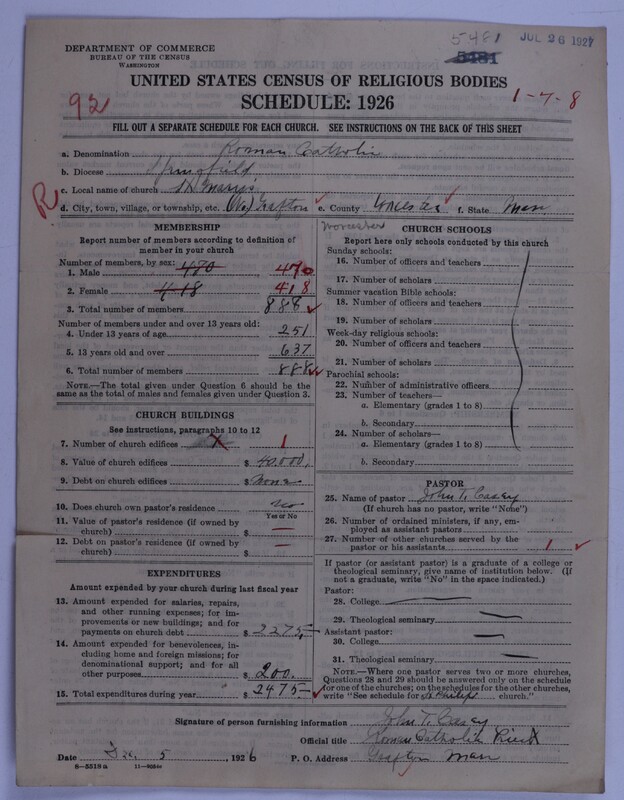 5481 JUL 26 1927
5481
DEPARTMENT OF COMMERCE
BUREAU OF THE CENSUS
WASHINGTON
UNITED STATES CENSUS OF RELIGIOUS BODIES
SCHEDULE: 1926
92
1-7-8
FILL OUT A SEPARATE SCHEDULE FOR EACH CHURCH. SEE INSTRUCTIONS ON THE BACK OF THIS SHEET
a. Denomination Roman Catholic
b. Diocese Springfield
c. Local name of church St Mary's
R
d. City, town, village, or township, etc. (No) Grafton e. County Worcester f. State Mass
Worcester
MEMBERSHIP
Report number of members according to definition of member in your church
Number of members, by sex:
1. Male 470 470
2. Female 418 418
3. Total number of members 888
Number of members under and over 13 years old:
4. Under 13 years of age 251
5. 13 years old and over 637
6. Total number of members 888
NOTE.—The total given under Question 6 should be the same as the total of males and females given under Question 3.
CHURCH BUILDINGS
See instructions, paragraphs 10 to 12
7. Number of church edifices 1
8. Value of church edifices $ 40,000.
9. Debt on church edifices $ None
10. Does church own pastor's residence no
Yes or No
11. Value of pastor's residence (if owned by church) $ —
12. Debt on pastor's residence (if owned by church) $ —
EXPENDITURES
Amount expended by your church during last fiscal year
13. Amount expended for salaries, repairs, and other running expenses; for improvements or new buildings; and for payments on church debt $ 2275—
14. Amount expended for benevolences, including home and foreign missions; for denominational support; and for all other purposes $ 200.
15. Total expenditures during year $ 2475—
CHURCH SCHOOLS
Report here only schools conducted by this church
Sunday schools:
16. Number of officers and teachers
17. Number of scholars
Summer vacation Bible schools:
18. Number of officers and teachers
19. Number of scholars
Week-day religious schools:
20. Number of officers and teachers
21. Number of scholars
Parochial schools:
22. Number of administrative officers
23. Number of teachers—
a. Elementary (grades 1 to 8)
b. Secondary
24. Number of scholars—
a. Elementary (grades 1 to 8)
b. Secondary
PASTOR
25. Name of pastor John T. Casey
(If church has no pastor, write "None")
26. Number of ordained ministers, if any, employed as assistant pastors
27. Number of other churches served by the pastor or his assistants 1
If pastor (or assistant pastor) is a graduate of a college or theological seminary, give name of institution below. (If not a graduate, write "No" in the space indicated.)
Pastor:
28. College —
29. Theological seminary —
Assistant pastor:
30. College —
31. Theological seminary —
NOTE.—Where one pastor serves two or more churches, Questions 28 and 29 should be answered only on the schedule for one of the churches; on the schedules for the other churches, write "See schedule for St Philips church."
Signature of person furnishing information John T. Casey
Official title Roman Catholic Priest
Date Dec. 5 1926 P. O. Address Grafton Mass
8—5518a 11—9053c